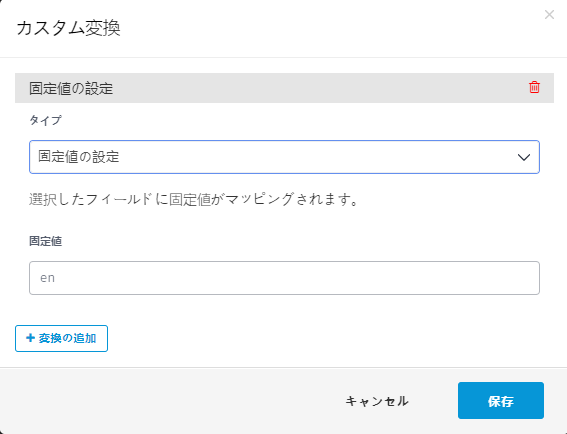 カスタム変換
固定値の設定
タイプ
固定値の設定
選択したフィールドに固定値がマッピングされます。
固定値
en
+ 変換の追加
キャンセル
保存